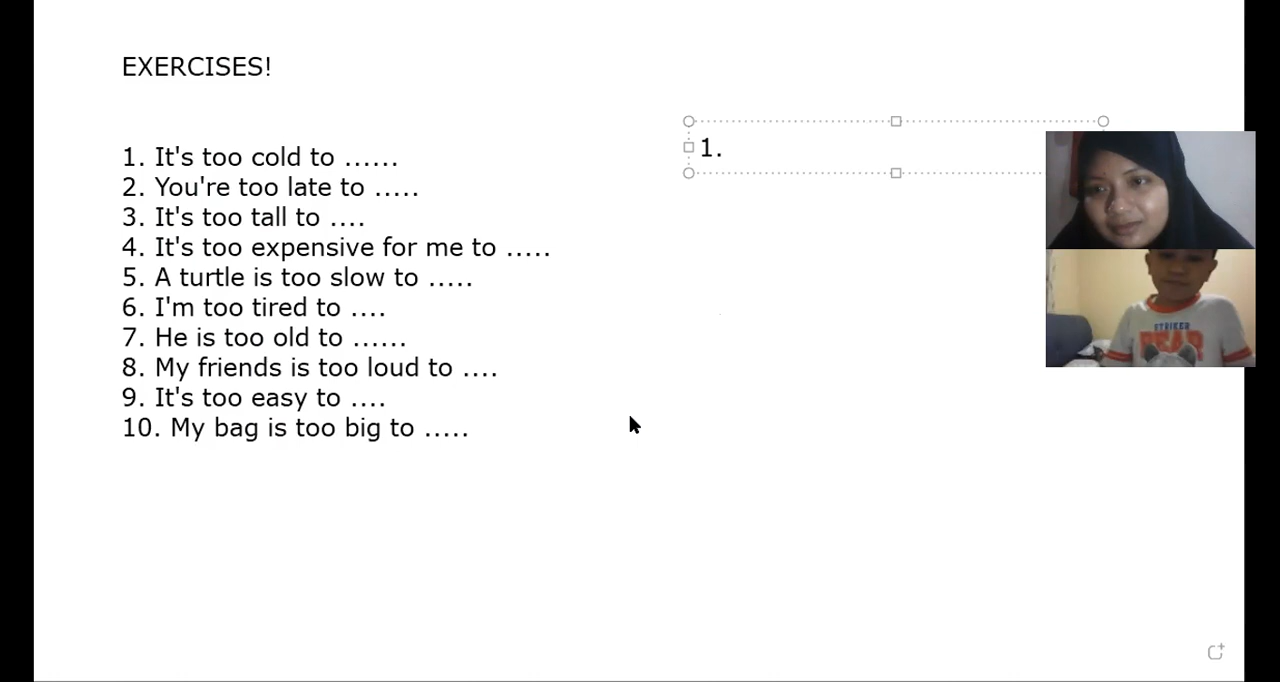 EXERCISES!
1. It's too cold to ......
2. You're too late to .....
3. It's too tall to ....
4. It's too expensive for me to .....
5. A turtle is too slow to .....
6. I'm too tired to ....
7. He is too old to ......
8. My friends is too loud to ....
9. It's too easy to ....
10. My bag is too big to .....
1.
STRIKER
BEAR